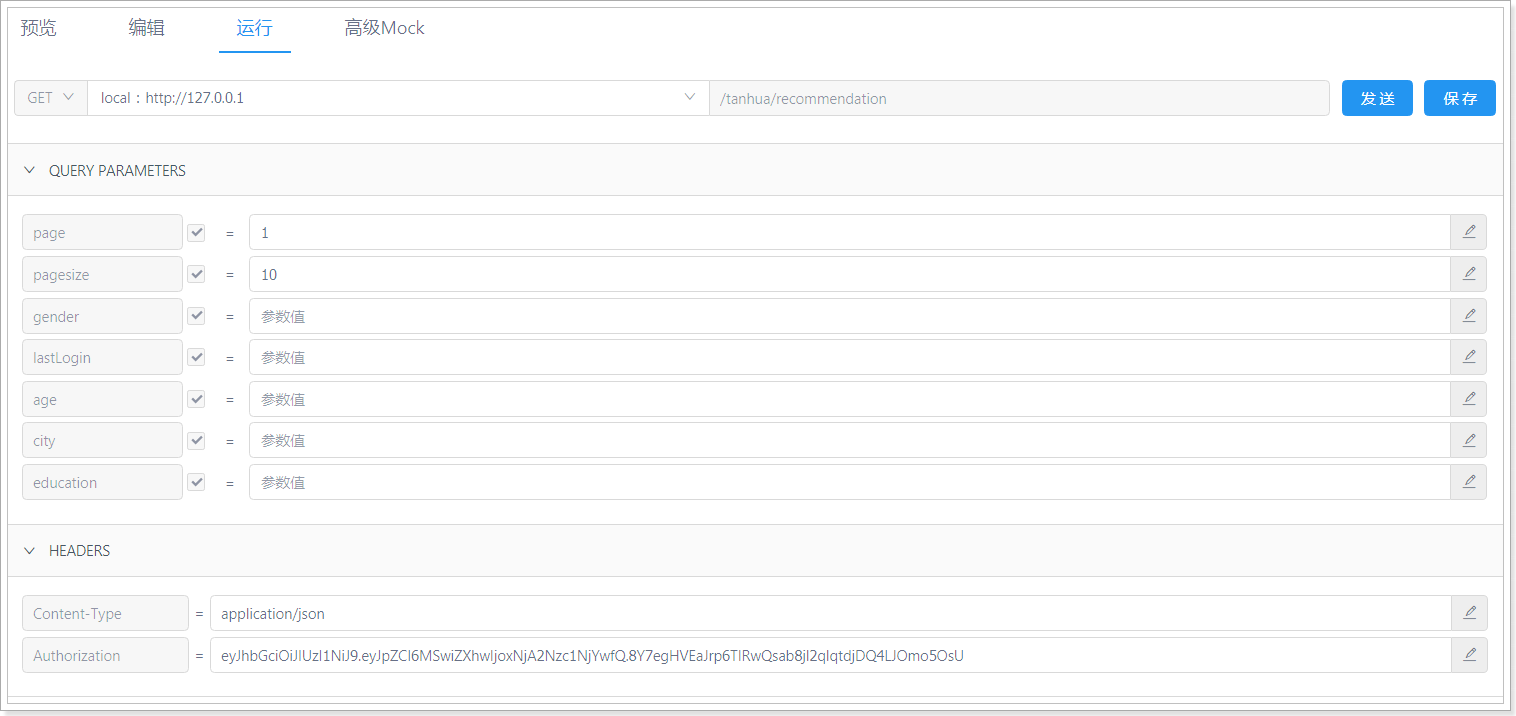 预览 编辑 运行 高级Mock
GET local：http://127.0.0.1 /tanhua/recommendation 发送 保存
QUERY PARAMETERS
page = 1
pagesize = 10
gender = 参数值
lastLogin = 参数值
age = 参数值
city = 参数值
education = 参数值
HEADERS
Content-Type = application/json
Authorization = eyJhbGciOiJIUzI1NiJ9.eyJpZCI6MSwiZXhwIjoxNjA2Nzc1NjYwfQ.8Y7egHVEaJrp6TIRwQsab8jI2qIqtdjDQ4LJOmo5OsU